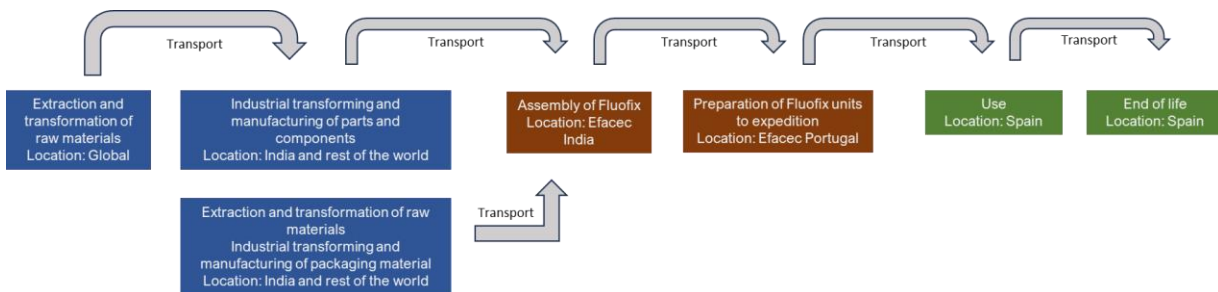 Transport
Transport
Transport
Transport
Transport
Extraction and
transformation of
raw materials
Location: Global
Industrial transforming and
manufacturing of parts and
components
Location: India and rest of the world
Assembly of Fluofix
Location: Efacec
India
Preparation of Fluofix units
to expedition
Location: Efacec Portugal
Use
Location: Spain
End of life
Location: Spain
Extraction and transformation of raw
materials
Industrial transforming and
manufacturing of packaging material
Location: India and rest of the world
Transport